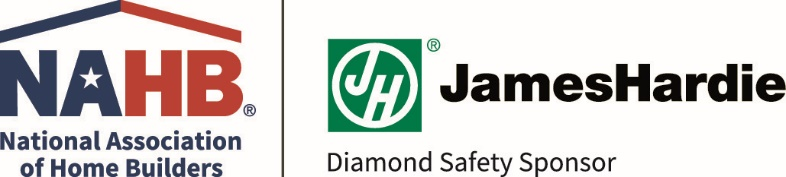 NAHB®
National Association
of Home Builders
JH®
JamesHardie
Diamond Safety Sponsor